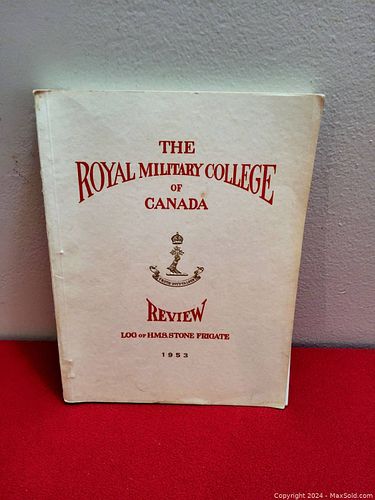 THE
ROYAL MILITARY COLLEGE
OF
CANADA
REVIEW
LOG OF H.M.S. STONE FRIGATE
1953
Copyright 2024 - MaxSold.com